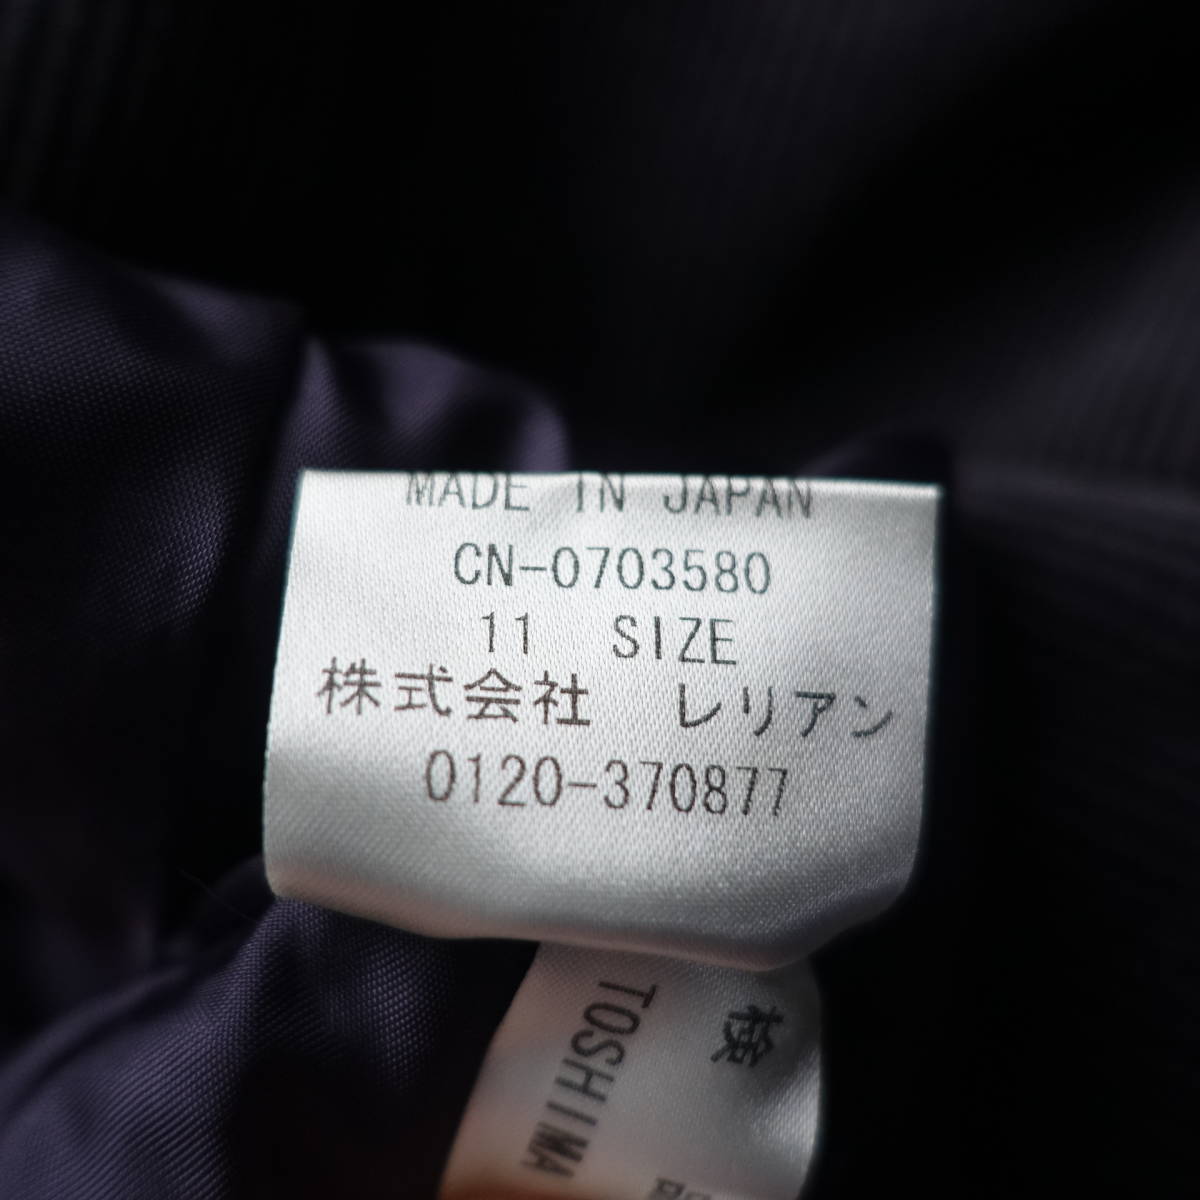 MADE IN JAPAN
CN-0703580
11 SIZE
株式会社 レリアン
0120-370877
検
TOSHIMA